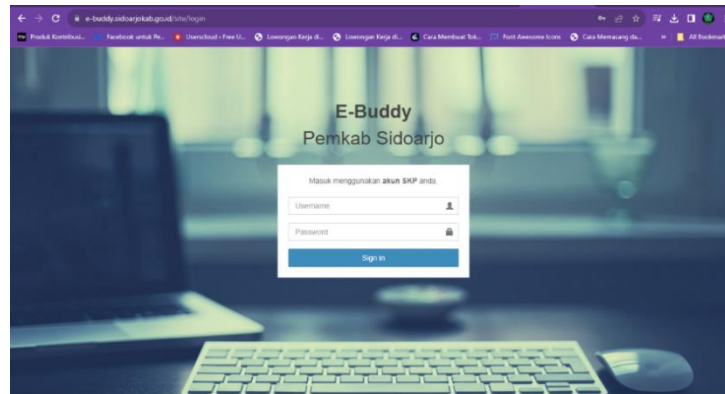 e-buddy.sidoarjokab.go.id/site/login
Produk Kontribusi... Facebook untuk Pe... Userscloud - Free U... Lowongan Kerja di... Lowongan Kerja di... Cara Membuat Tok... Font Awesome Icons Cara Memasang da... » All Bookmark
E-Buddy
Pemkab Sidoarjo
Masuk menggunakan akun SKP anda.
Username
Password
Sign in